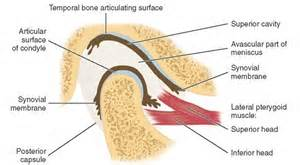 Temporal bone articulating surface
Articular
surface
of condyle
Synovial
membrane
Posterior
capsule
Superior cavity
Avascular part of
meniscus
Synovial
membrane
Lateral pterygoid
muscle:
Superior head
Inferior head